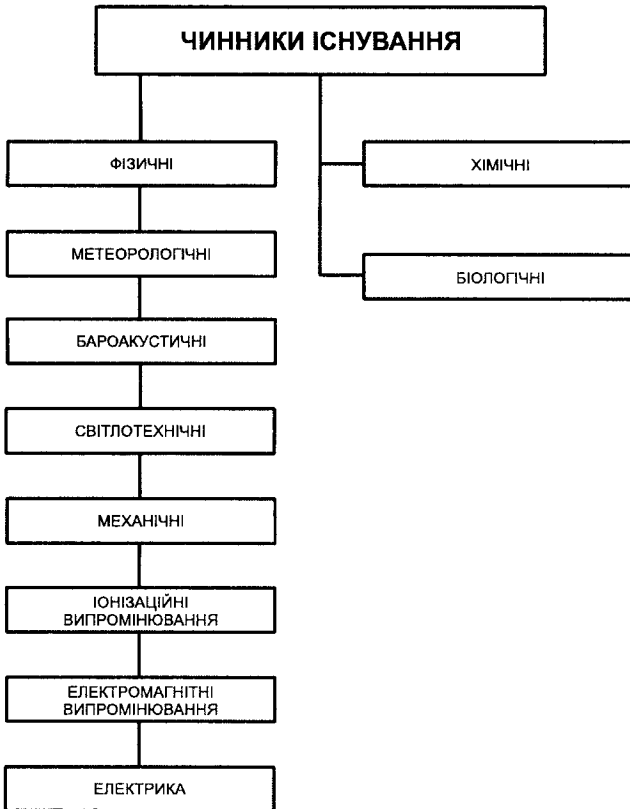 ЧИННИКИ ІСНУВАННЯ
ФІЗИЧНІ
ХІМІЧНІ
МЕТЕОРОЛОГІЧНІ
БІОЛОГІЧНІ
БАРОАКУСТИЧНІ
СВІТЛОТЕХНІЧНІ
МЕХАНІЧНІ
ІОНІЗАЦІЙНІ
ВИПРОМІНЮВАННЯ
ЕЛЕКТРОМАГНІТНІ
ВИПРОМІНЮВАННЯ
ЕЛЕКТРИКА